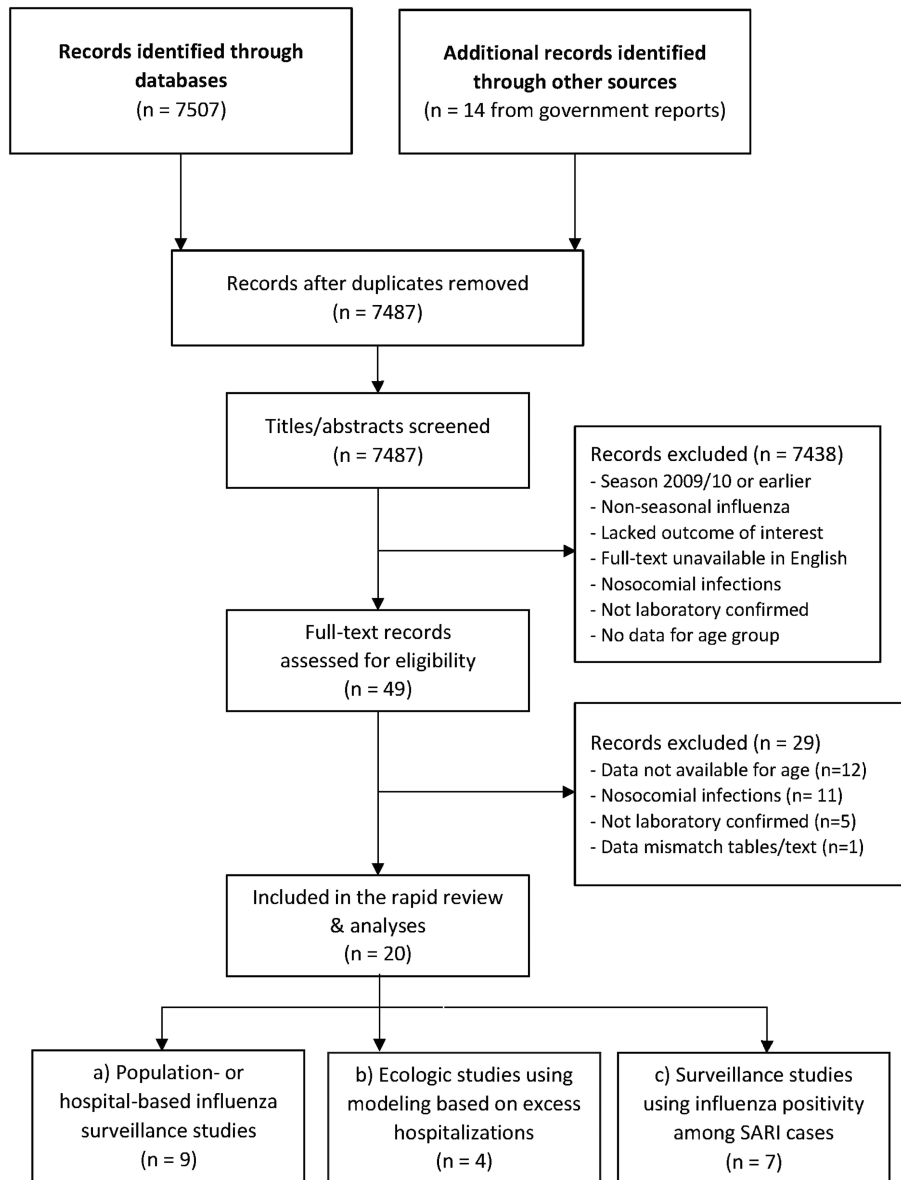 Records identified through
databases
(n = 7507)
Additional records identified
through other sources
(n = 14 from government reports)
Records after duplicates removed
(n = 7487)
Titles/abstracts screened
(n = 7487)
Records excluded (n = 7438)
- Season 2009/10 or earlier
- Non-seasonal influenza
- Lacked outcome of interest
- Full-text unavailable in English
- Nosocomial infections
- Not laboratory confirmed
- No data for age group
Full-text records
assessed for eligibility
(n = 49)
Records excluded (n = 29)
- Data not available for age (n=12)
- Nosocomial infections (n= 11)
- Not laboratory confirmed (n=5)
- Data mismatch tables/text (n=1)
Included in the rapid review
& analyses
(n = 20)
a) Population- or
hospital-based influenza
surveillance studies
(n = 9)
b) Ecologic studies using
modeling based on excess
hospitalizations
(n = 4)
c) Surveillance studies
using influenza positivity
among SARI cases
(n = 7)